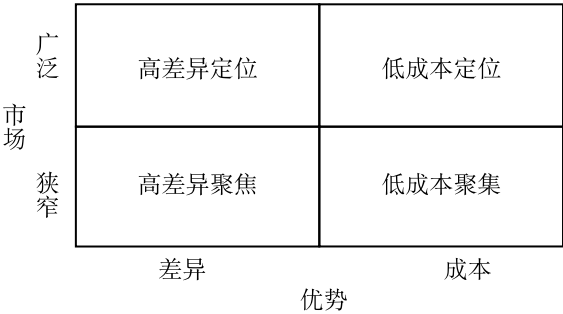 广泛
高差异定位
低成本定位
市场
狭窄
高差异聚焦
低成本聚集
差异
成本
优势